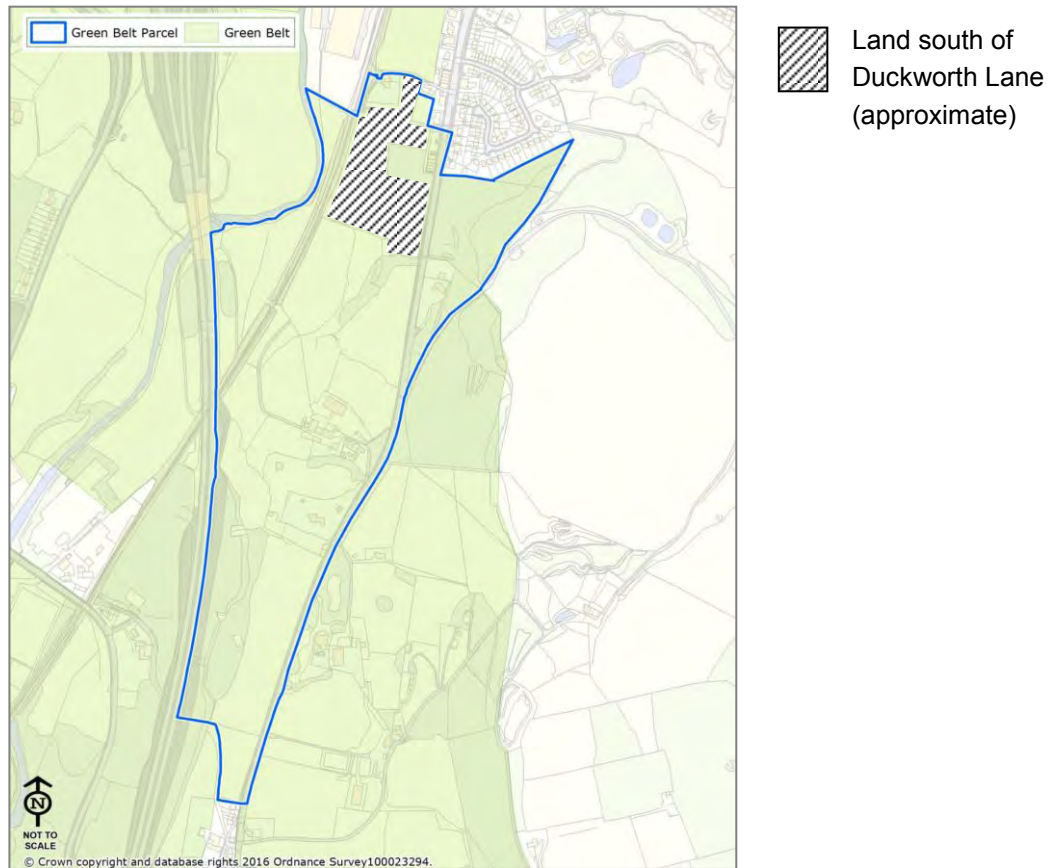 Green Belt Parcel
Green Belt
Land south of
Duckworth Lane
(approximate)
N
NOT TO
SCALE
© Crown copyright and database rights 2016 Ordnance Survey100023294.